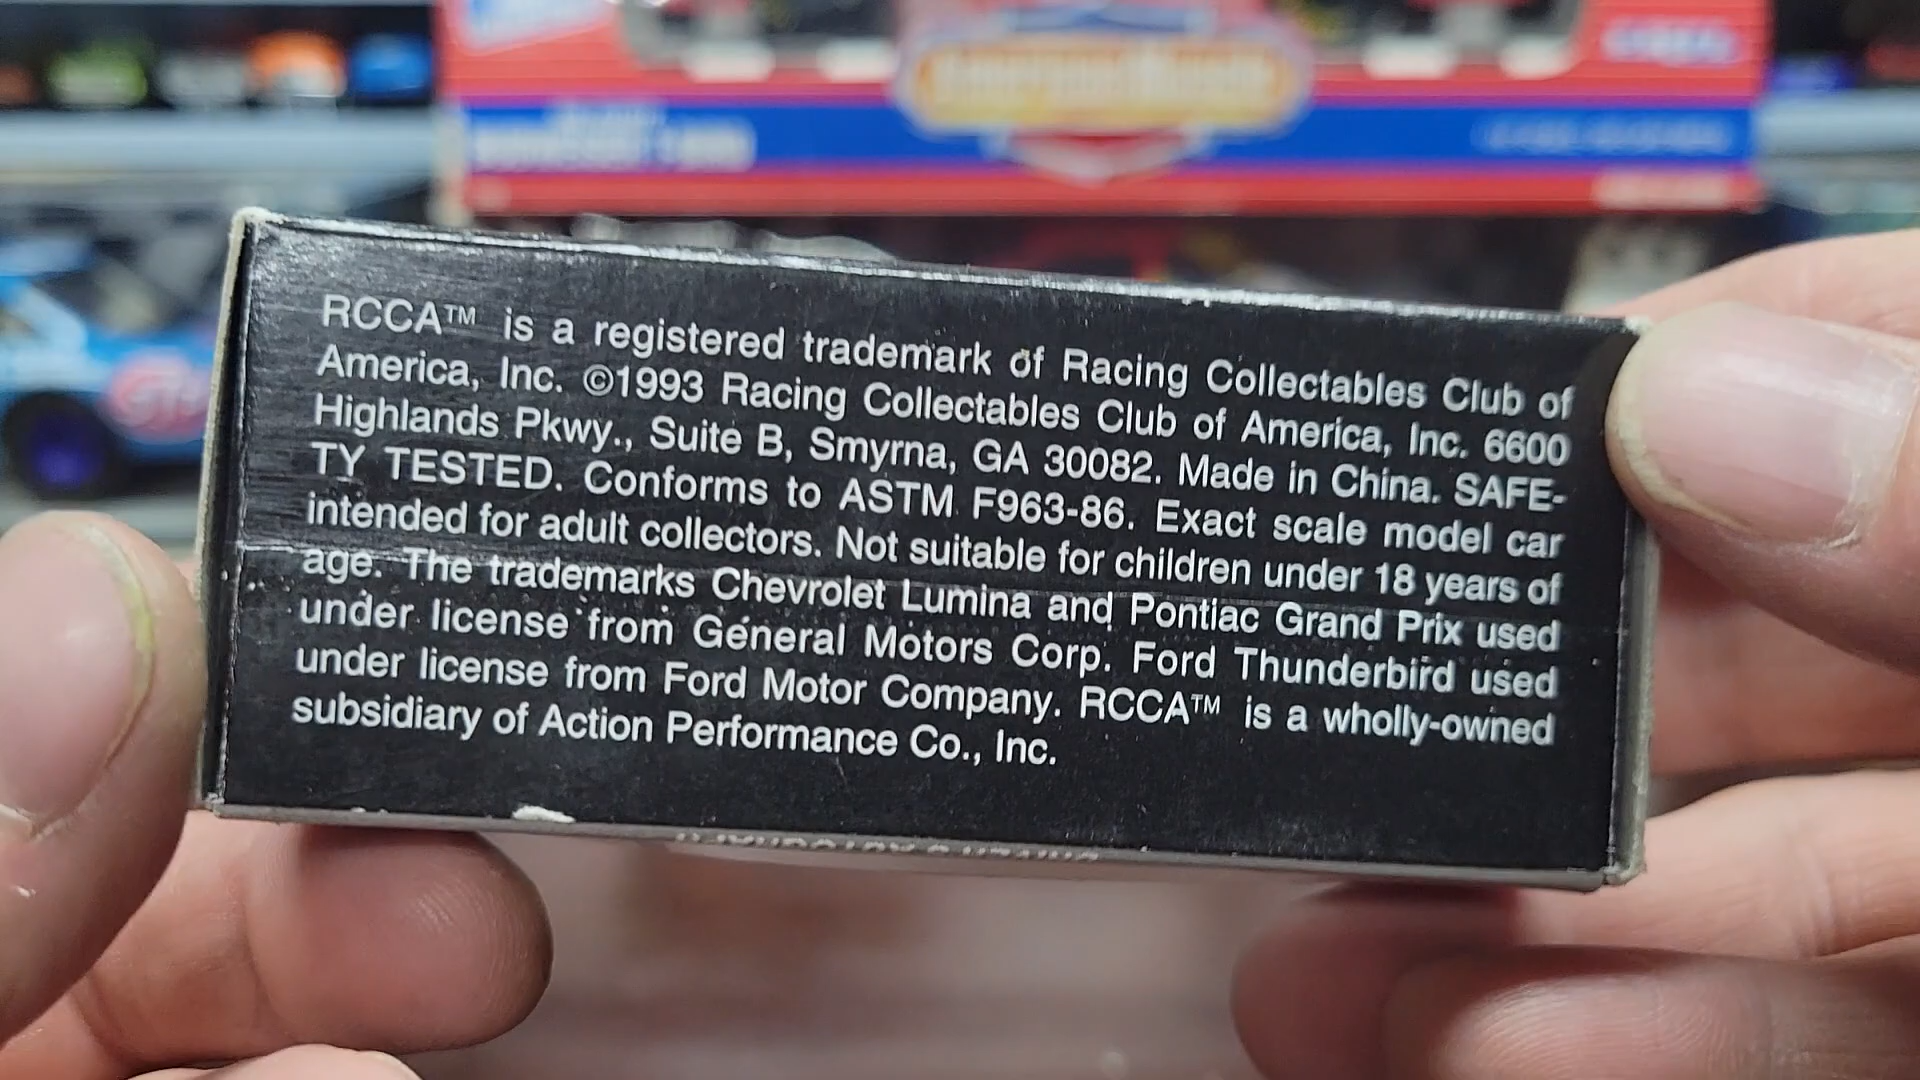 American Muscle
STP
RCCA™ is a registered trademark of Racing Collectables Club of
America, Inc. ©1993 Racing Collectables Club of America, Inc. 6600
Highlands Pkwy., Suite B, Smyrna, GA 30082. Made in China. SAFE-
TY TESTED. Conforms to ASTM F963-86. Exact scale model car
intended for adult collectors. Not suitable for children under 18 years of
age. The trademarks Chevrolet Lumina and Pontiac Grand Prix used
under license from General Motors Corp. Ford Thunderbird used
under license from Ford Motor Company. RCCA™ is a wholly-owned
subsidiary of Action Performance Co., Inc.